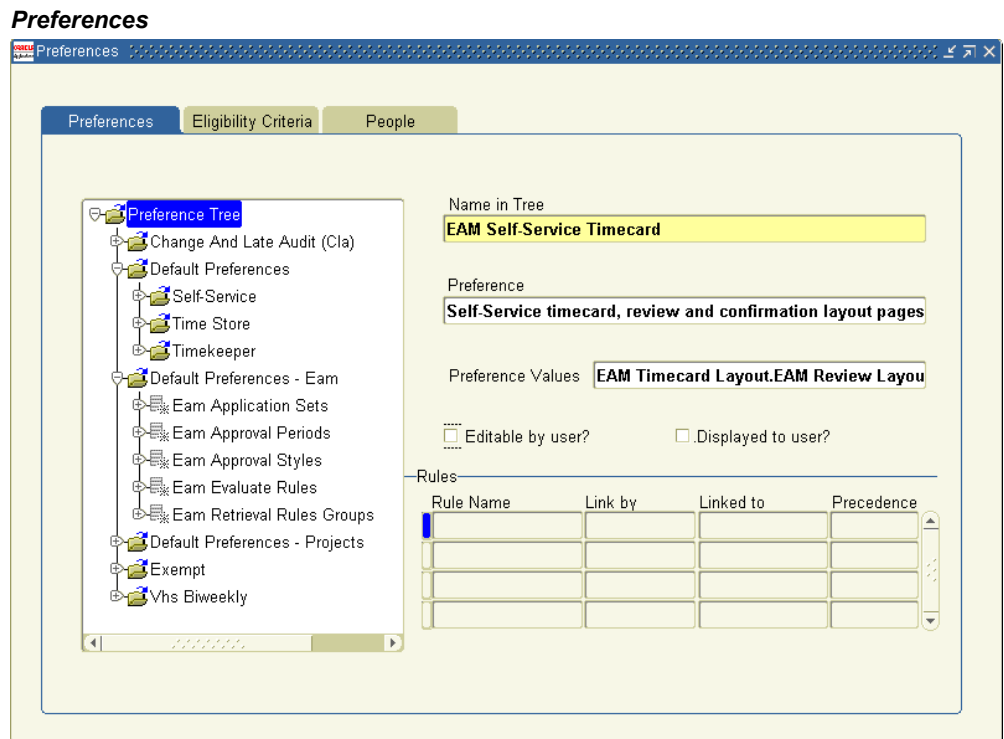 Preferences
Preferences
Preferences
Eligibility Criteria
People
Preference Tree
Change And Late Audit (Cla)
Default Preferences
Self-Service
Time Store
Timekeeper
Default Preferences - Eam
Eam Application Sets
Eam Approval Periods
Eam Approval Styles
Eam Evaluate Rules
Eam Retrieval Rules Groups
Default Preferences - Projects
Exempt
Vhs Biweekly
Name in Tree
EAM Self-Service Timecard
Preference
Self-Service timecard, review and confirmation layout pages
Preference Values
EAM Timecard Layout.EAM Review Layou
Editable by user?
.Displayed to user?
Rules
Rule Name
Link by
Linked to
Precedence